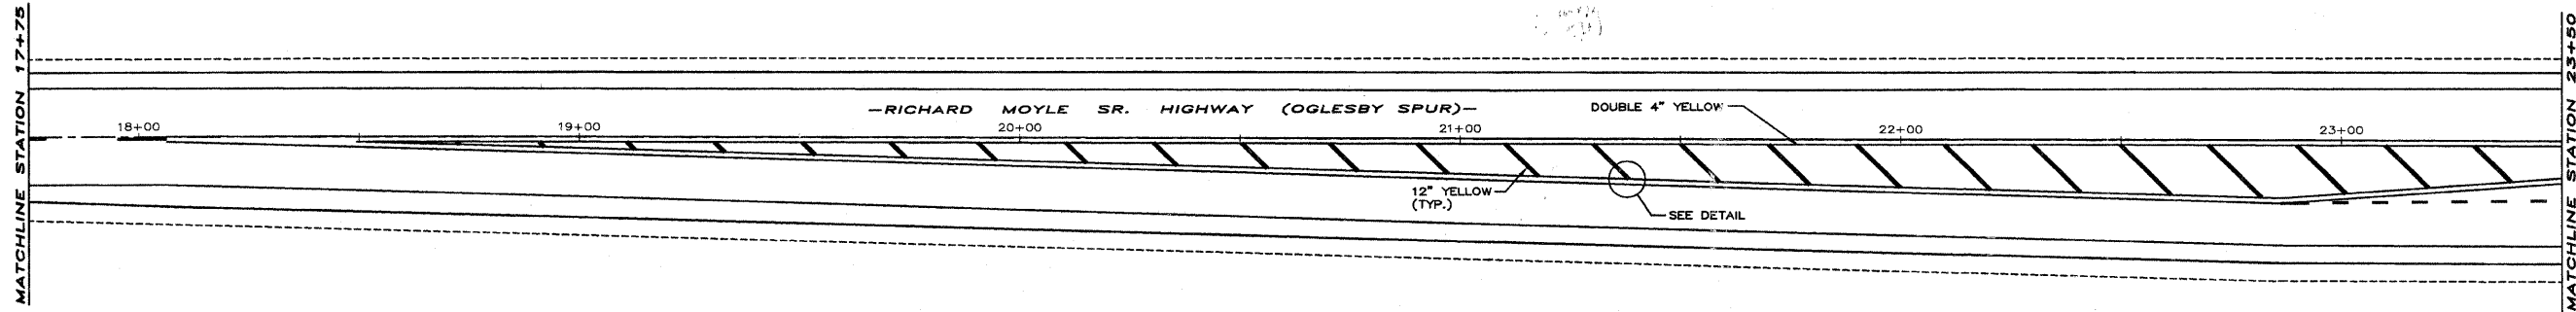 MATCHLINE STATION 17+75
—RICHARD MOYLE SR. HIGHWAY (OGLESBY SPUR)—
DOUBLE 4" YELLOW
18+00
19+00
20+00
21+00
22+00
23+00
12" YELLOW
(TYP.)
SEE DETAIL
MATCHLINE STATION 23+50